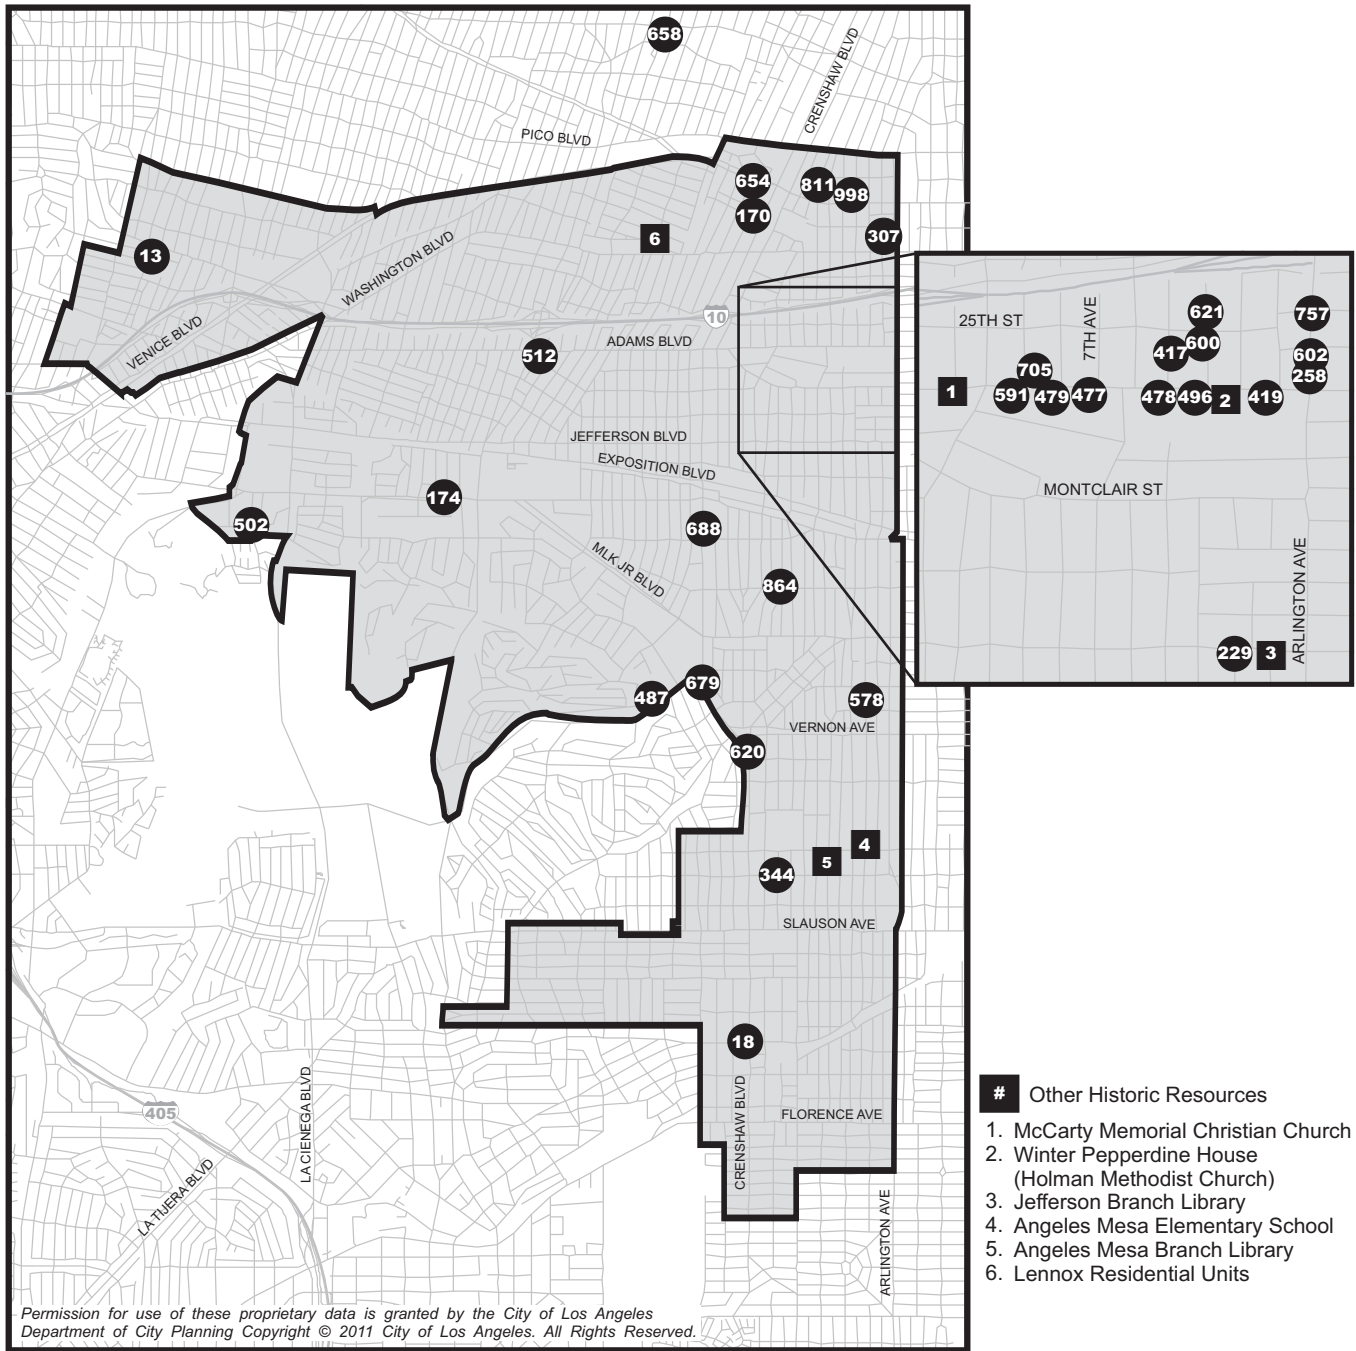 658
CRENSHAW BLVD
PICO BLVD
654
811
998
170
307
6
13
WASHINGTON BLVD
10
VENICE BLVD
ADAMS BLVD
512
JEFFERSON BLVD
EXPOSITION BLVD
174
502
688
MLK JR BLVD
864
679
487
578
VERNON AVE
620
4
5
344
SLAUSON AVE
18
CRENSHAW BLVD
FLORENCE AVE
405
LA CIENEGA BLVD
LA TIJERA BLVD
ARLINGTON AVE
25TH ST
7TH AVE
621
757
600
417
602
258
705
1
591
479
477
478
496
2
419
MONTCLAIR ST
ARLINGTON AVE
229
3
# Other Historic Resources
1. McCarty Memorial Christian Church
2. Winter Pepperdine House
(Holman Methodist Church)
3. Jefferson Branch Library
4. Angeles Mesa Elementary School
5. Angeles Mesa Branch Library
6. Lennox Residential Units
Permission for use of these proprietary data is granted by the City of Los Angeles
Department of City Planning Copyright © 2011 City of Los Angeles. All Rights Reserved.